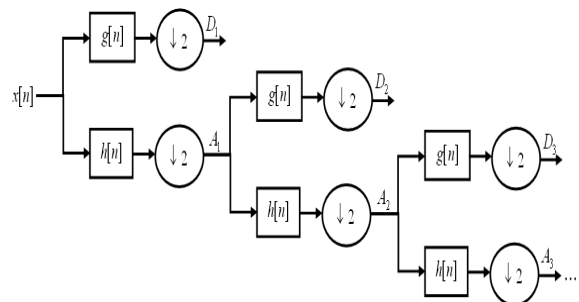 g[n]
↓ 2
D₁
x[n]
h[n]
↓ 2
A₁
g[n]
↓ 2
D₂
h[n]
↓ 2
A₂
g[n]
↓ 2
D₃
h[n]
↓ 2
A₃
...